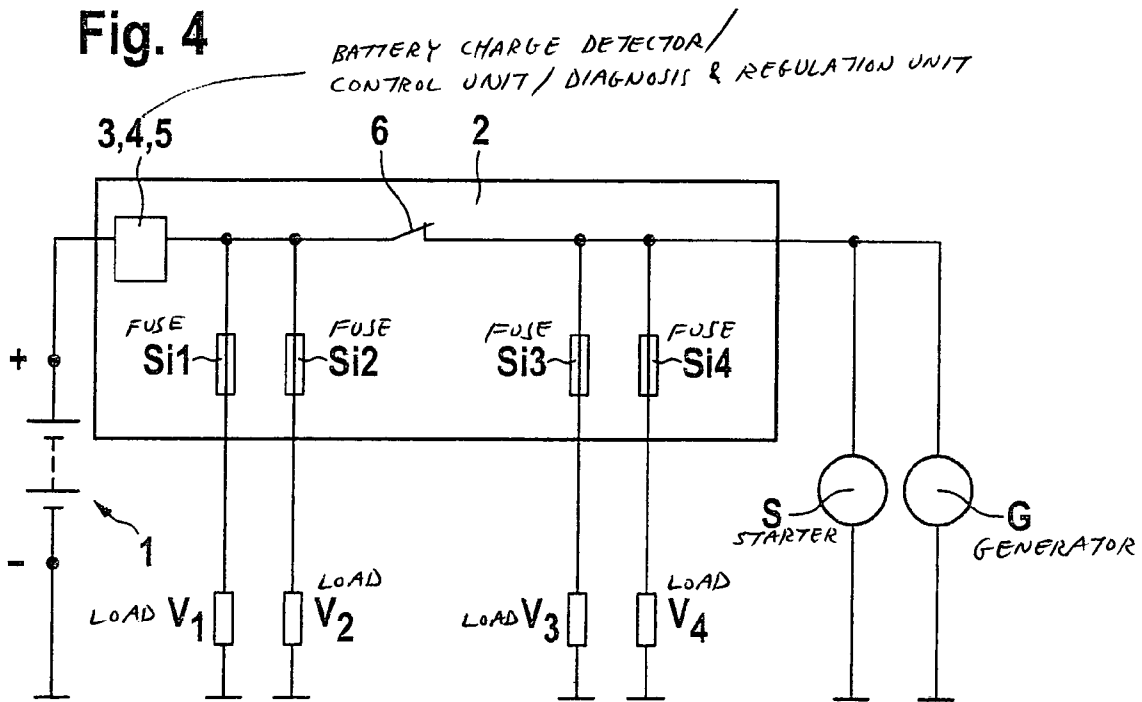 Fig. 4
BATTERY CHARGE DETECTOR/
CONTROL UNIT / DIAGNOSIS & REGULATION UNIT
3,4,5
6
2
FUSE
Si1
FUSE
Si2
FUSE
Si3
FUSE
Si4
+
-
1
S
STARTER
G
GENERATOR
LOAD V1
LOAD
V2
LOAD V3
LOAD
V4